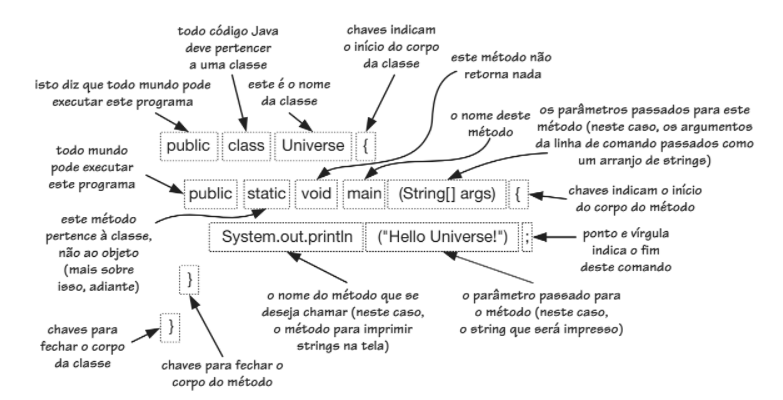 todo código Java
deve pertencer
a uma classe
chaves indicam
o início do corpo
da classe
este método não
retorna nada
isto diz que todo mundo pode
executar este programa
este é o nome
da classe
o nome deste
método
os parâmetros passados para este
método (neste caso, os argumentos
da linha de comando passados como
um arranjo de strings)
public class Universe {
todo mundo
pode executar
este programa
public static void main (String[] args) {
chaves indicam o início
do corpo do método
este método
pertence à classe,
não ao objeto
(mais sobre
isso, adiante)
System.out.println ("Hello Universe!") ;
ponto e vírgula
indica o fim
deste comando
}
o nome do método que se
deseja chamar (neste caso,
o método para imprimir
strings na tela)
o parâmetro passado para
o método (neste caso,
o string que será impresso)
}
chaves para
fechar o corpo
da classe
chaves para fechar o
corpo do método